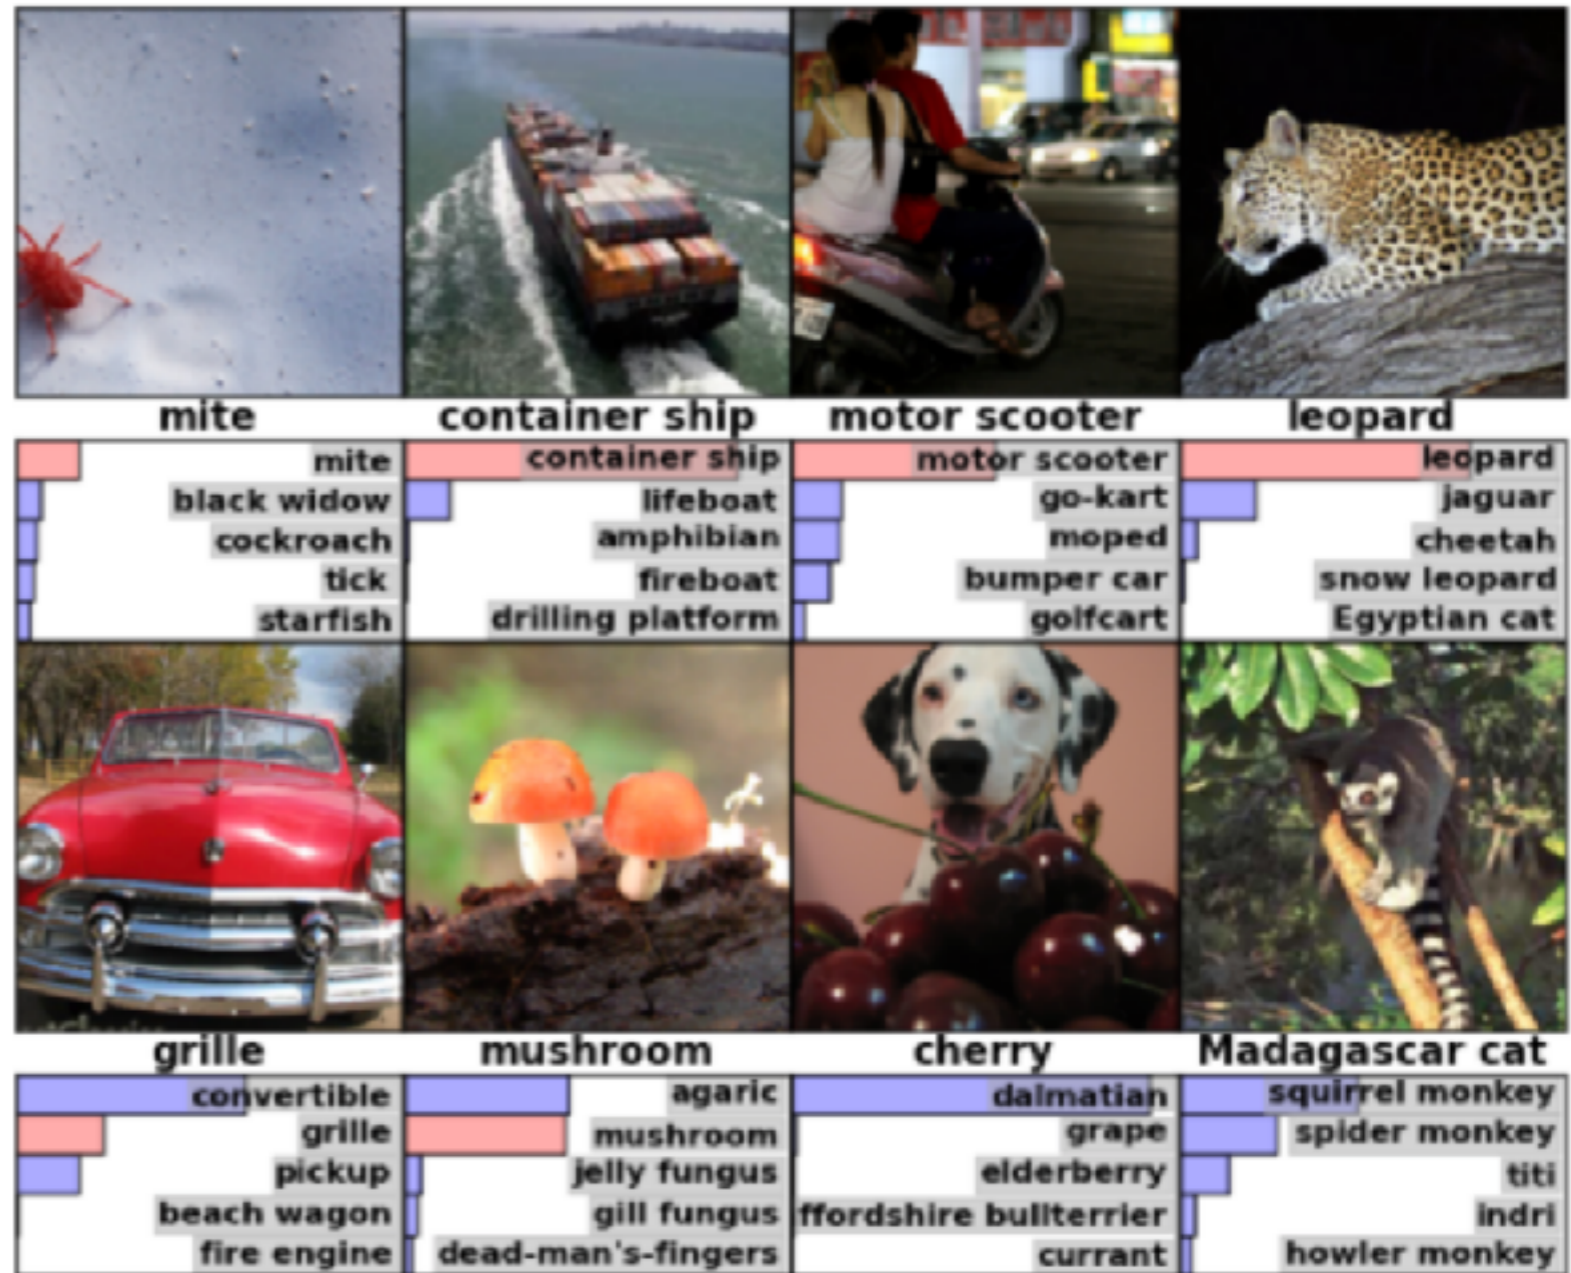 mite
container ship
motor scooter
leopard
mite
black widow
cockroach
tick
starfish
container ship
lifeboat
amphibian
fireboat
drilling platform
motor scooter
go-kart
moped
bumper car
golfcart
leopard
jaguar
cheetah
snow leopard
Egyptian cat
grille
mushroom
cherry
Madagascar cat
convertible
grille
pickup
beach wagon
fire engine
agaric
mushroom
jelly fungus
gill fungus
dead-man's-fingers
dalmatian
grape
elderberry
ffordshire bullterrier
currant
squirrel monkey
spider monkey
titi
indri
howler monkey